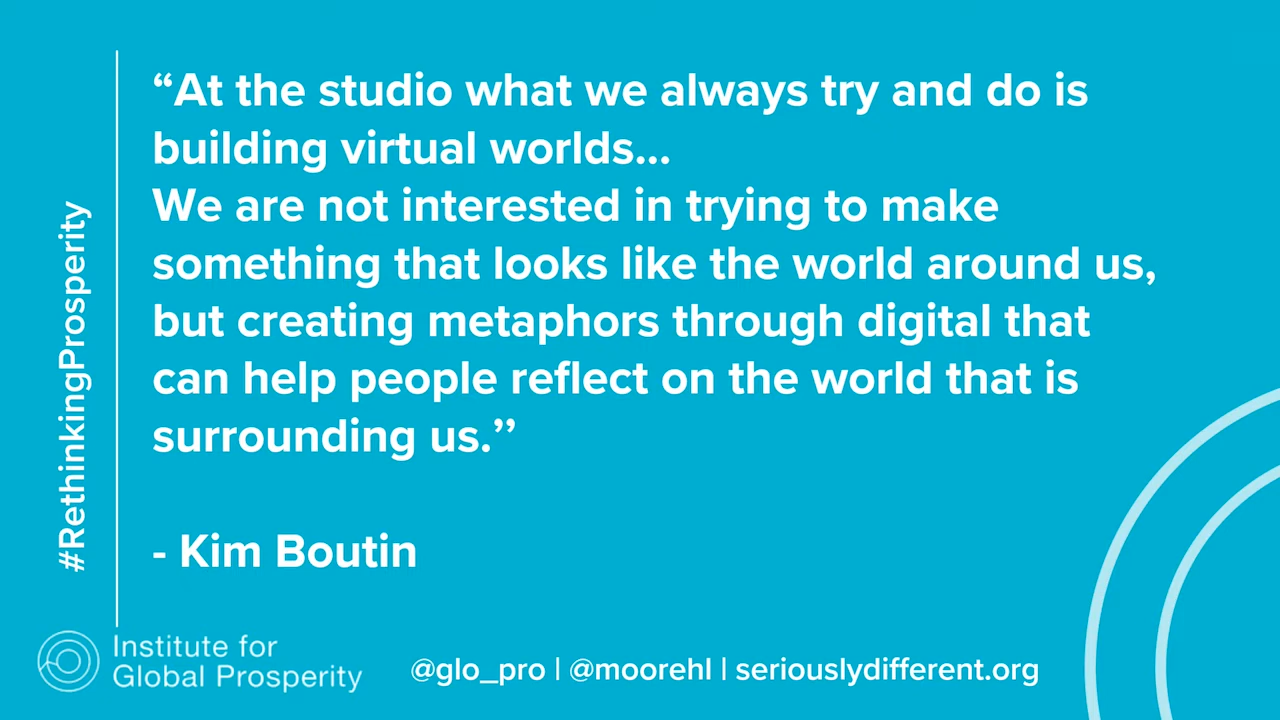 #RethinkingProsperity
“At the studio what we always try and do is
building virtual worlds...
We are not interested in trying to make
something that looks like the world around us,
but creating metaphors through digital that
can help people reflect on the world that is
surrounding us.”
- Kim Boutin
Institute for
Global Prosperity
@glo_pro | @moorehl | seriouslydifferent.org